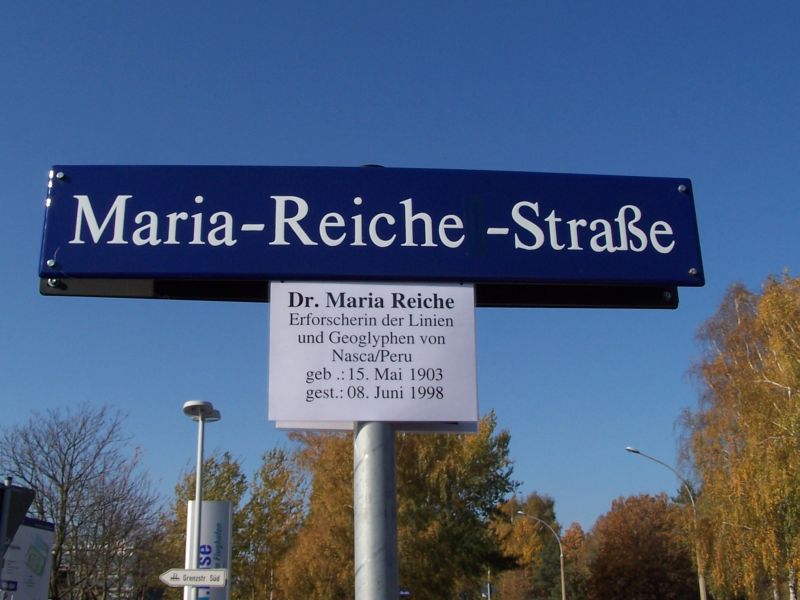 Maria-Reiche -Straße
Dr. Maria Reiche
Erforscherin der Linien
und Geoglyphen von
Nasca/Peru
geb .: 15. Mai 1903
gest.: 08. Juni 1998
Grenzstr. Süd